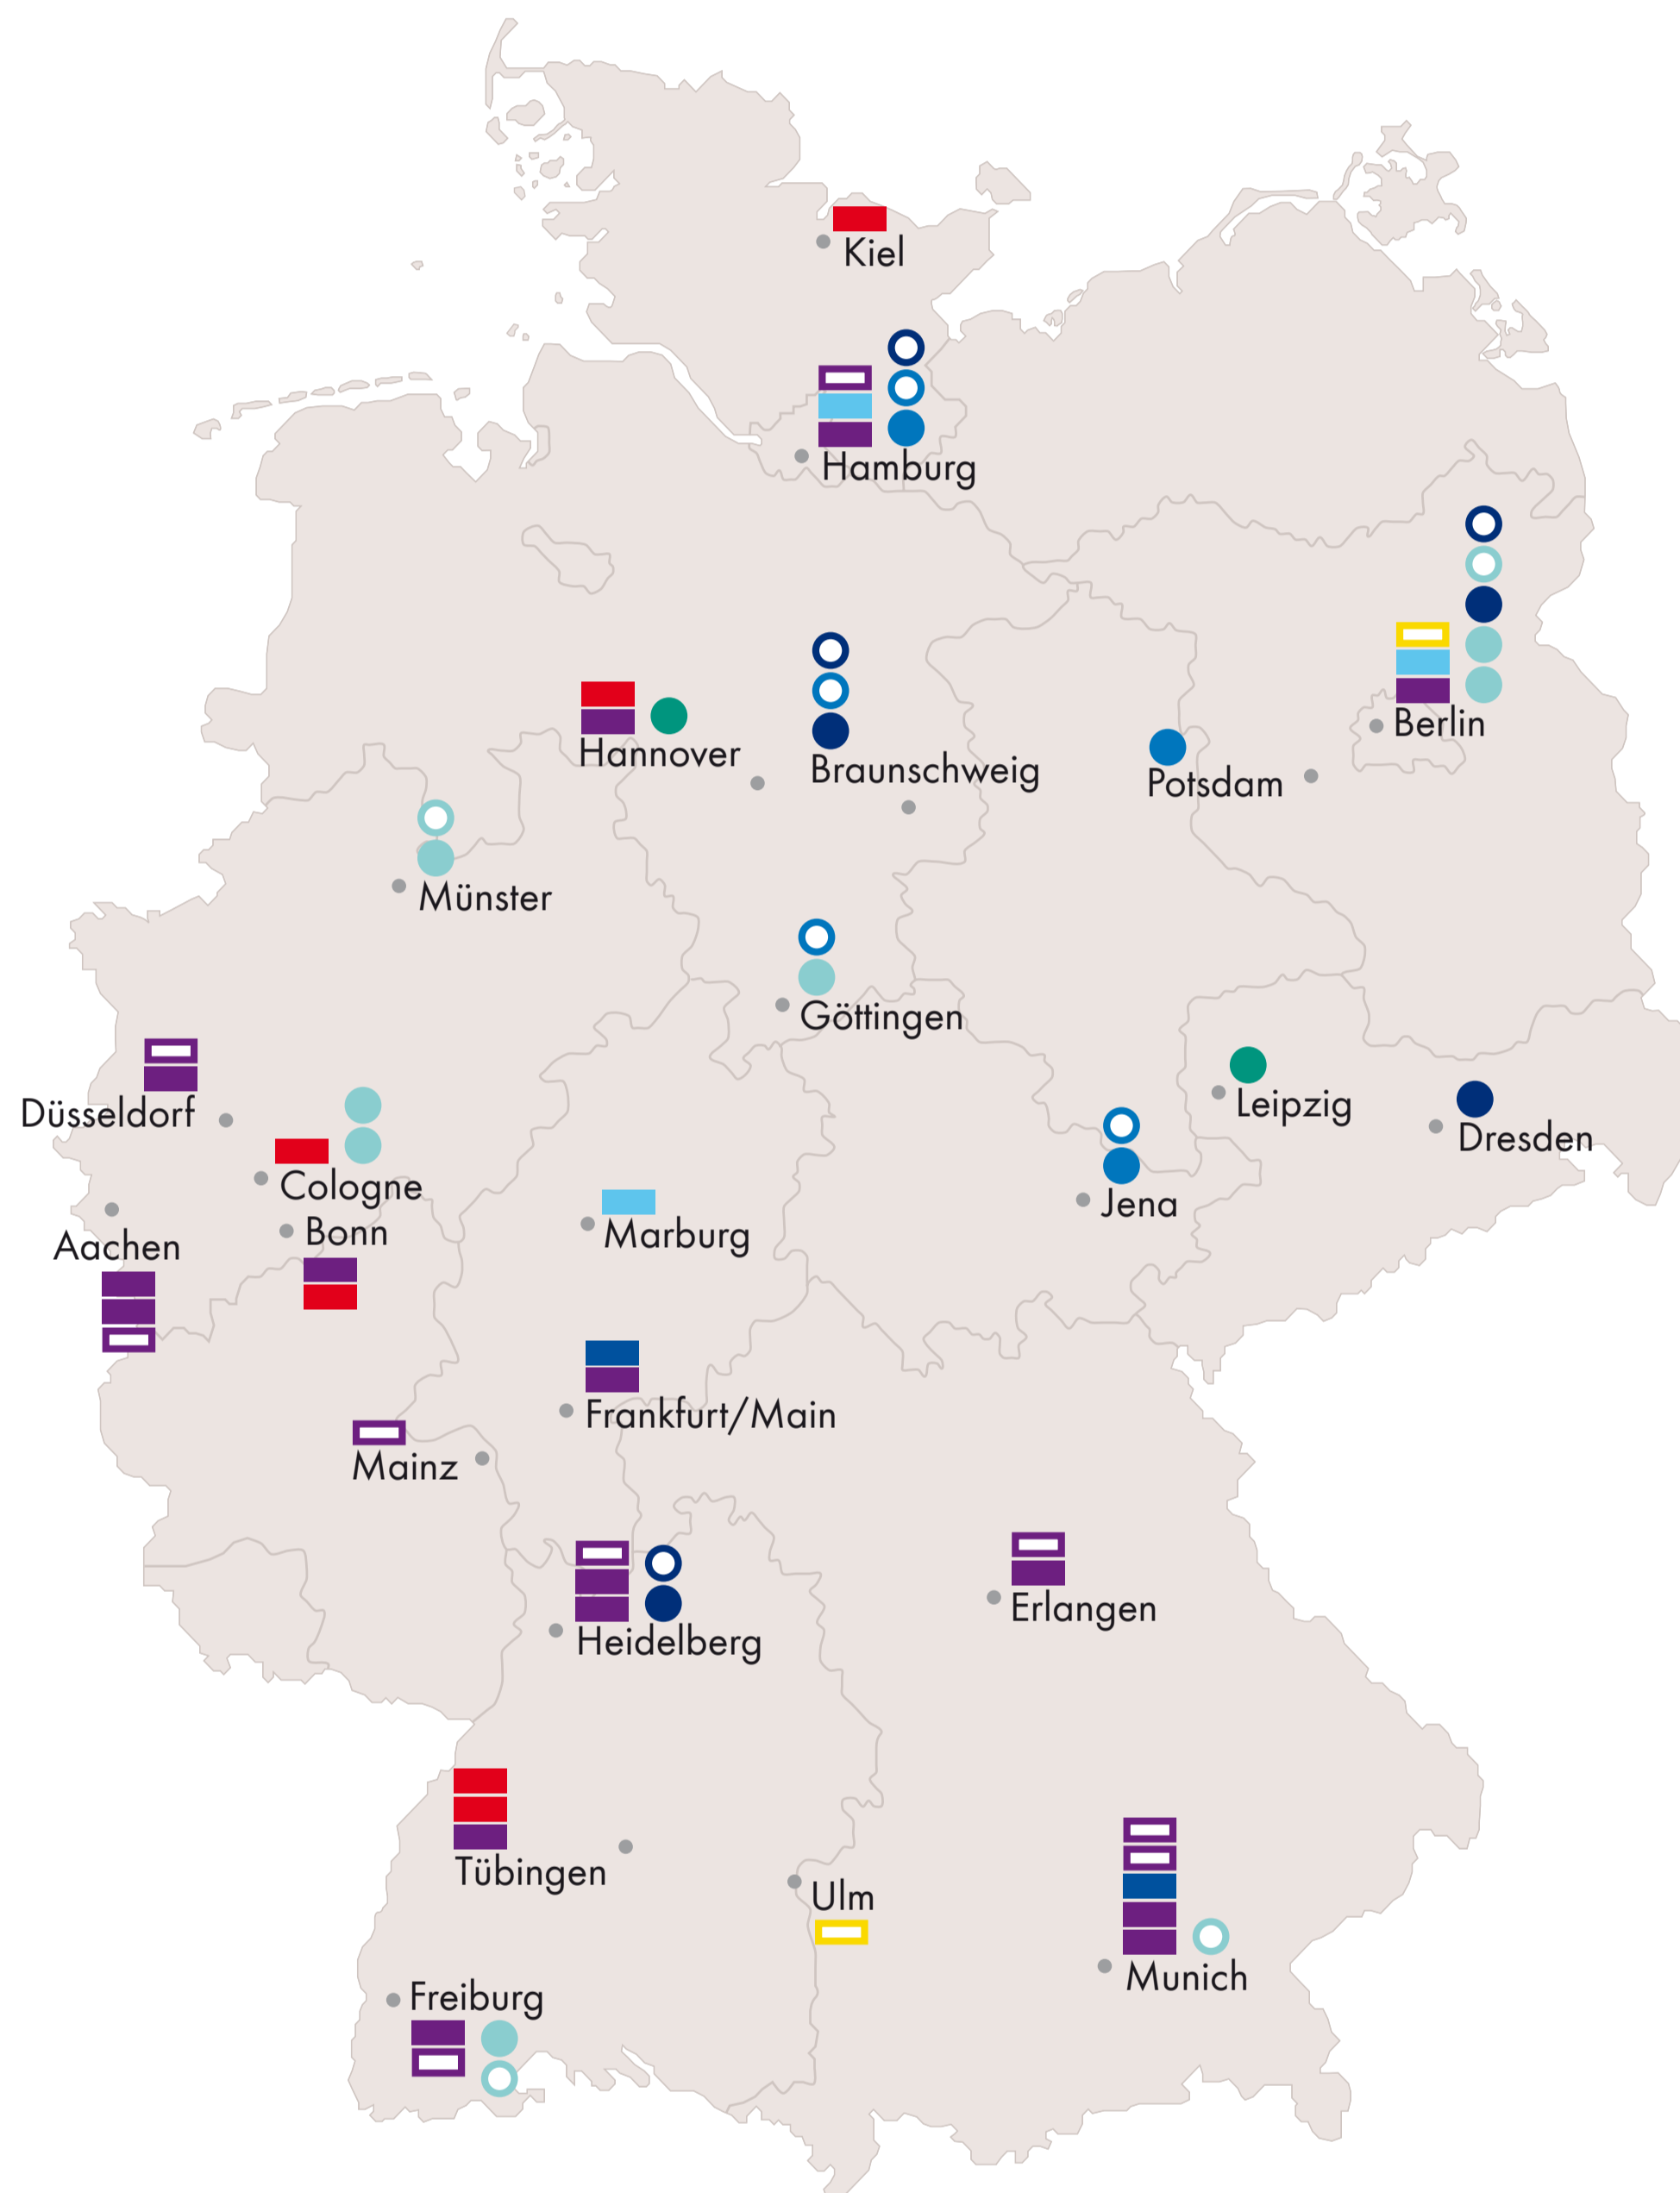 Kiel
Hamburg
Berlin
Hannover
Braunschweig
Potsdam
Münster
Göttingen
Leipzig
Düsseldorf
Dresden
Cologne
Jena
Bonn
Marburg
Aachen
Frankfurt/Main
Mainz
Erlangen
Heidelberg
Tübingen
Ulm
Munich
Freiburg